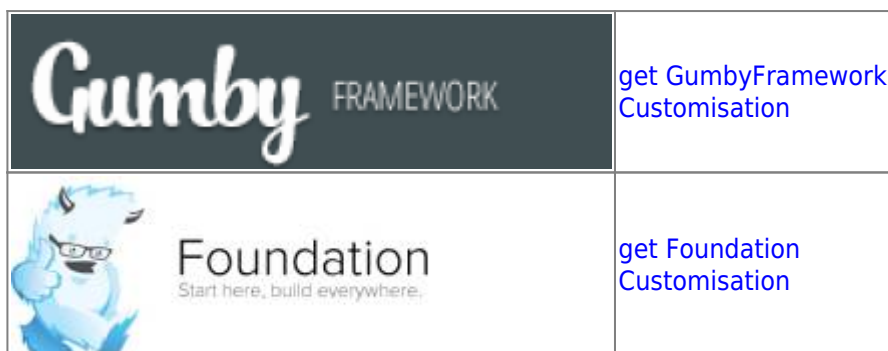 Gumby FRAMEWORK
get GumbyFramework
Customisation
Foundation
Start here, build everywhere.
get Foundation
Customisation